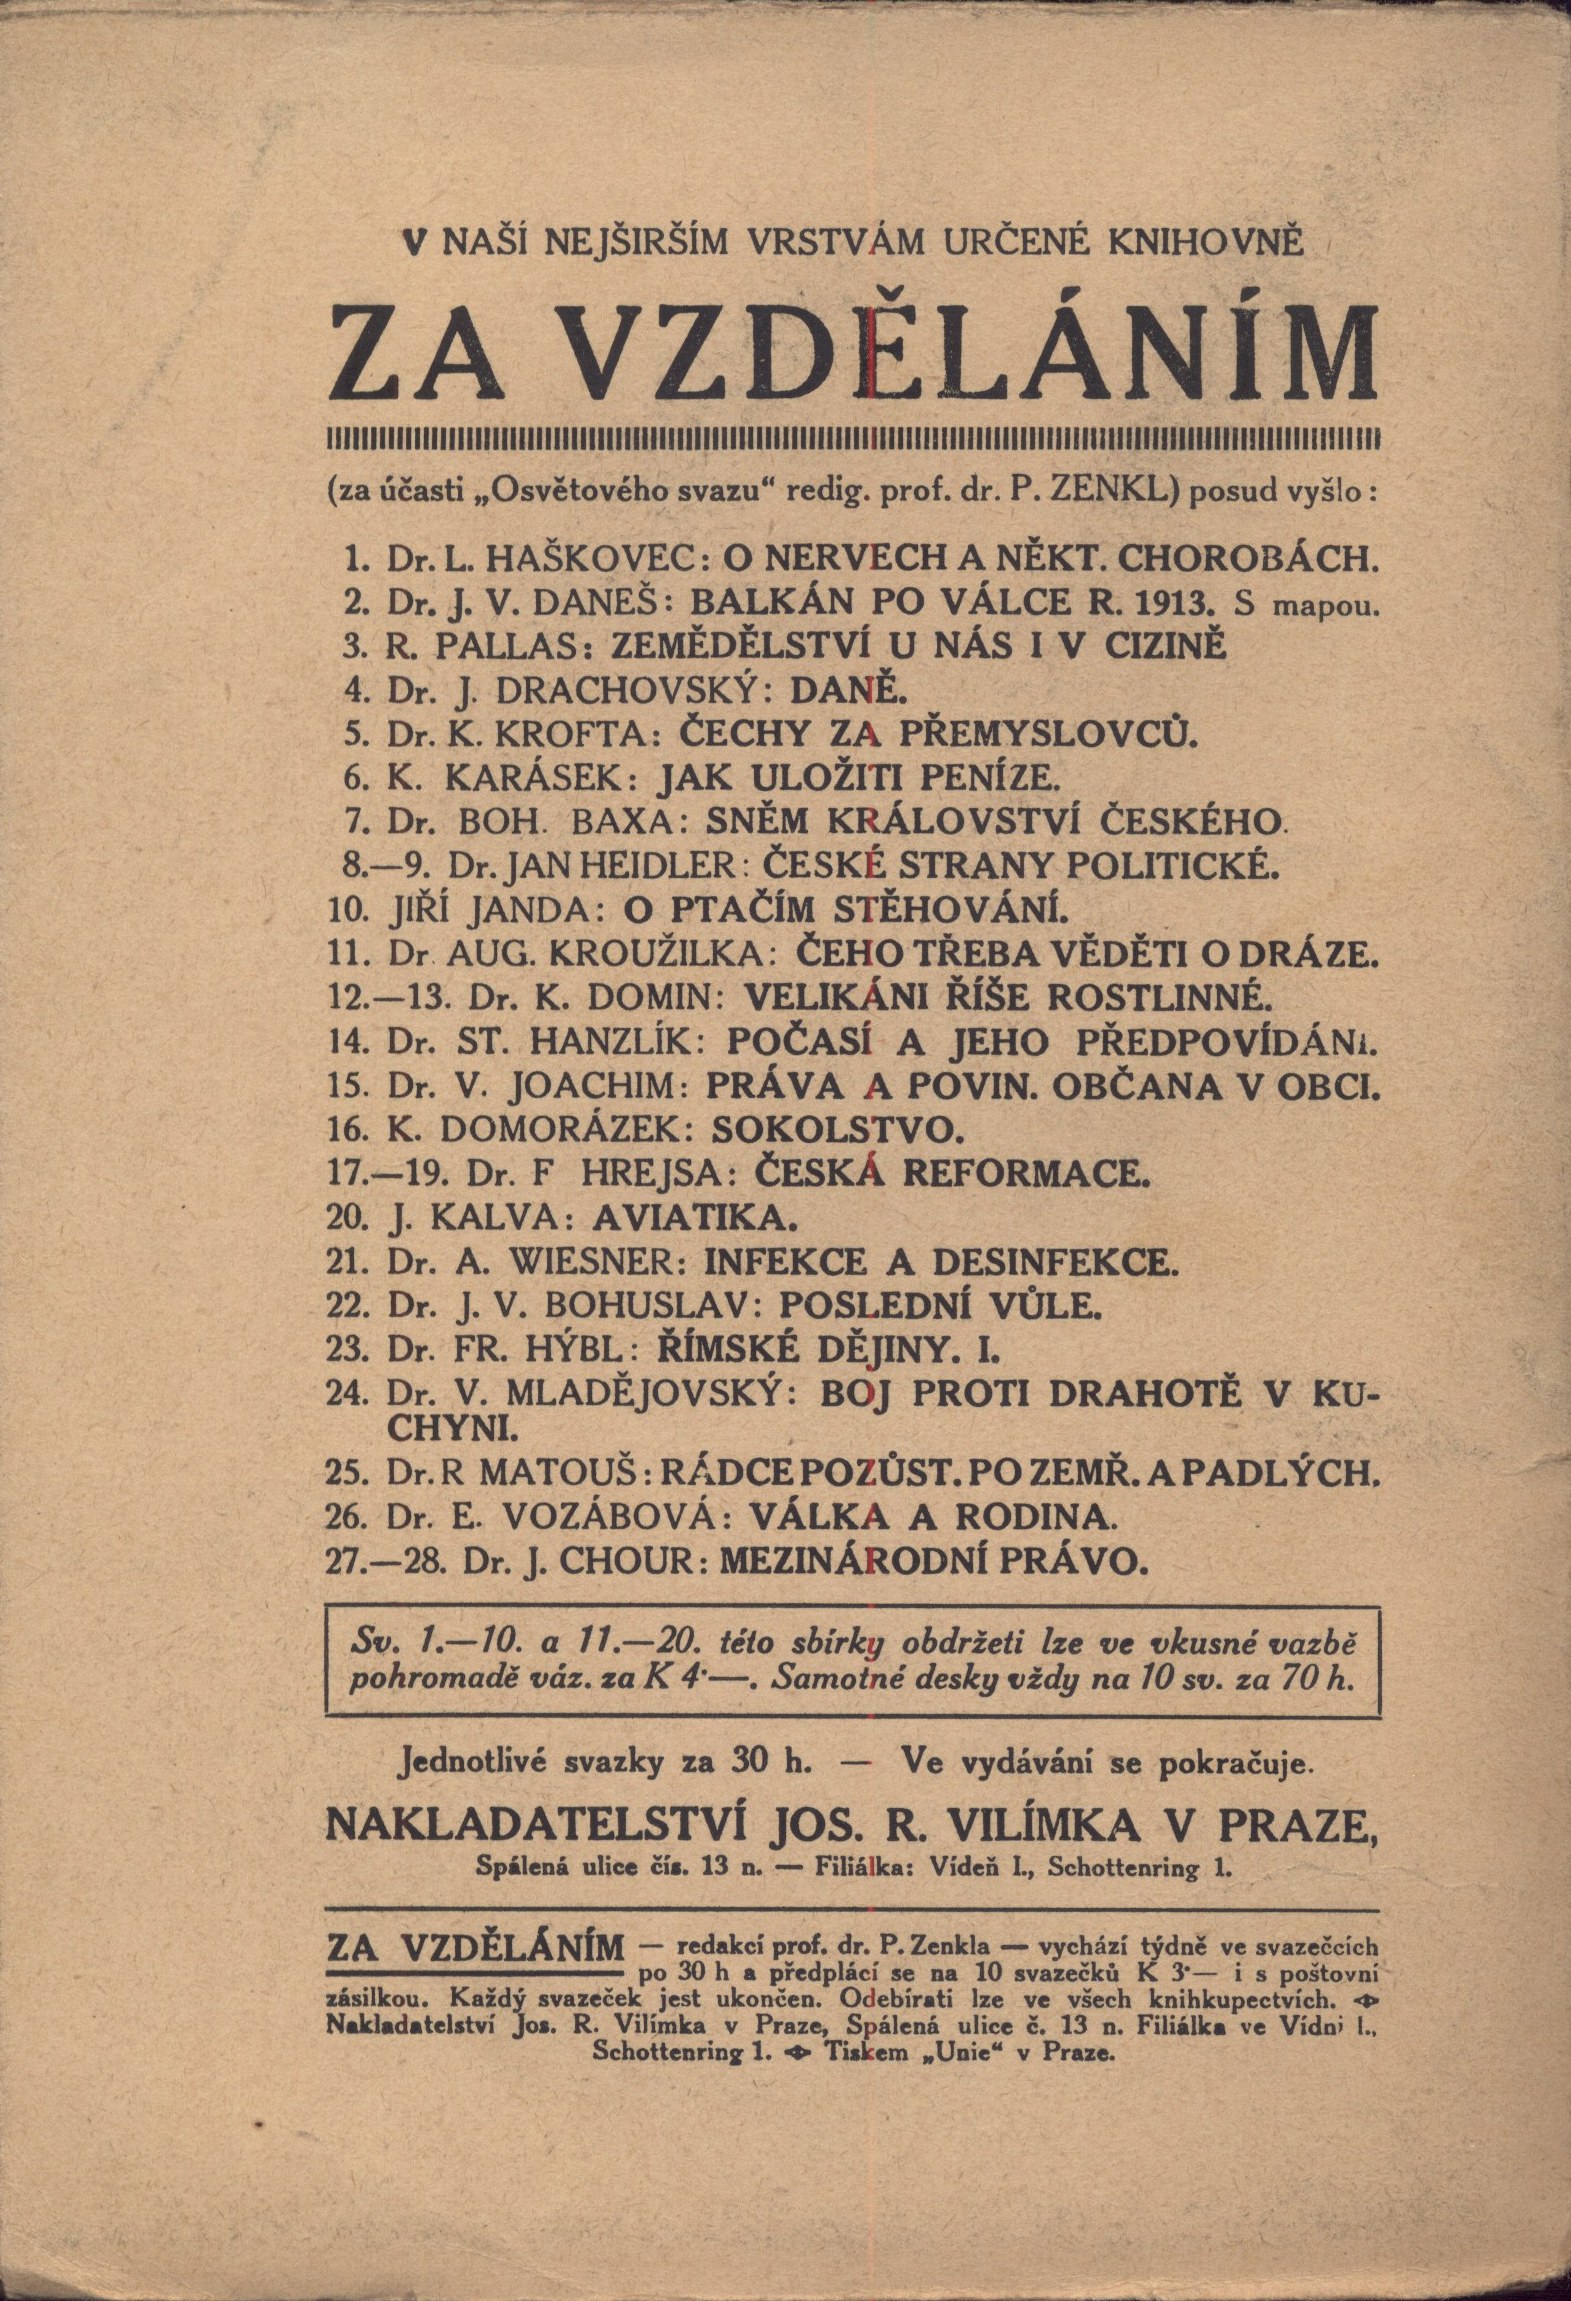 V NAŠÍ NEJŠIRŠÍM VRSTVÁM URČENÉ KNIHOVNĚ
ZA VZDĚLÁNÍM
(za účasti „Osvětového svazu“ redig. prof. dr. P. ZENKL) posud vyšlo:
1. Dr. L. HAŠKOVEC: O NERVECH A NĚKT. CHOROBÁCH.
2. Dr. J. V. DANEŠ: BALKÁN PO VÁLCE R. 1913. S mapou.
3. R. PALLAS: ZEMĚDĚLSTVÍ U NÁS I V CIZINĚ
4. Dr. J. DRACHOVSKÝ: DANĚ.
5. Dr. K. KROFTA: ČECHY ZA PŘEMYSLOVCŮ.
6. K. KARÁSEK: JAK ULOŽITI PENÍZE.
7. Dr. BOH. BAXA: SNĚM KRÁLOVSTVÍ ČESKÉHO.
8.—9. Dr. JAN HEIDLER: ČESKÉ STRANY POLITICKÉ.
10. JIŘÍ JANDA: O PTAČÍM STĚHOVÁNÍ.
11. Dr. AUG. KROUŽILKA: ČEHO TŘEBA VĚDĚTI O DRÁZE.
12.—13. Dr. K. DOMIN: VELIKÁNI ŘÍŠE ROSTLINNÉ.
14. Dr. ST. HANZLÍK: POČASÍ A JEHO PŘEDPOVÍDÁNÍ.
15. Dr. V. JOACHIM: PRÁVA A POVIN. OBČANA V OBCI.
16. K. DOMORÁZEK: SOKOLSTVO.
17.—19. Dr. F HREJSA: ČESKÁ REFORMACE.
20. J. KALVA: AVIATIKA.
21. Dr. A. WIESNER: INFEKCE A DESINFEKCE.
22. Dr. J. V. BOHUSLAV: POSLEDNÍ VŮLE.
23. Dr. FR. HÝBL: ŘÍMSKÉ DĚJINY. I.
24. Dr. V. MLADĚJOVSKÝ: BOJ PROTI DRAHOTĚ V KU-
CHYNI.
25. Dr. R MATOUŠ: RÁDCE POZŮST. PO ZEMŘ. A PADLÝCH.
26. Dr. E. VOZÁBOVÁ: VÁLKA A RODINA.
27.—28. Dr. J. CHOUR: MEZINÁRODNÍ PRÁVO.
Sv. 1.—10. a 11.—20. této sbírky obdržeti lze ve vkusné vazbě
pohromadě váz. za K 4·—. Samotné desky vždy na 10 sv. za 70 h.
Jednotlivé svazky za 30 h. — Ve vydávání se pokračuje.
NAKLADATELSTVÍ JOS. R. VILÍMKA V PRAZE,
Spálená ulice čís. 13 n. — Filiálka: Vídeň I., Schottenring 1.
ZA VZDĚLÁNÍM — redakcí prof. dr. P. Zenkla — vychází týdně ve svazečcích
po 30 h a předplácí se na 10 svazečků K 3·— i s poštovní
zásilkou. Každý svazeček jest ukončen. Odebírati lze ve všech knihkupectvích.
Nakladatelství Jos. R. Vilímka v Praze, Spálená ulice č. 13 n. Filiálka ve Vídni I.,
Schottenring 1. Tiskem „Unie“ v Praze.